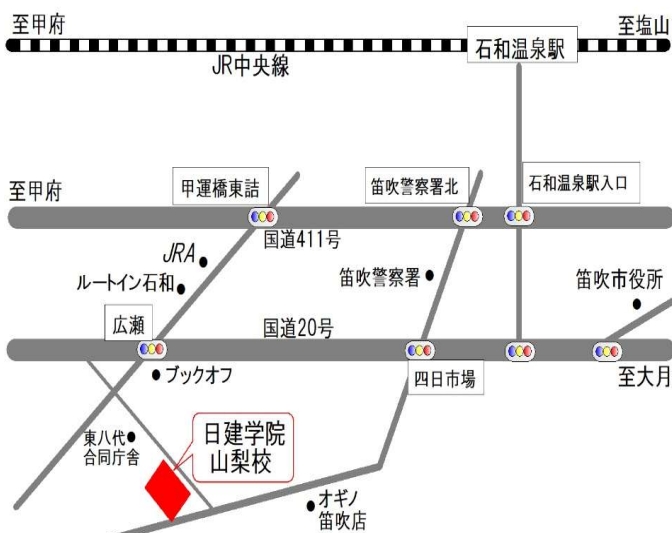 至甲府
至塩山
石和温泉駅
JR中央線
甲運橋東詰
笛吹警察署北
石和温泉駅入口
至甲府
国道411号
JRA
ルートイン石和
笛吹警察署
笛吹市役所
広瀬
国道20号
ブックオフ
四日市場
至大月
東八代
合同庁舎
日建学院
山梨校
オギノ
笛吹店